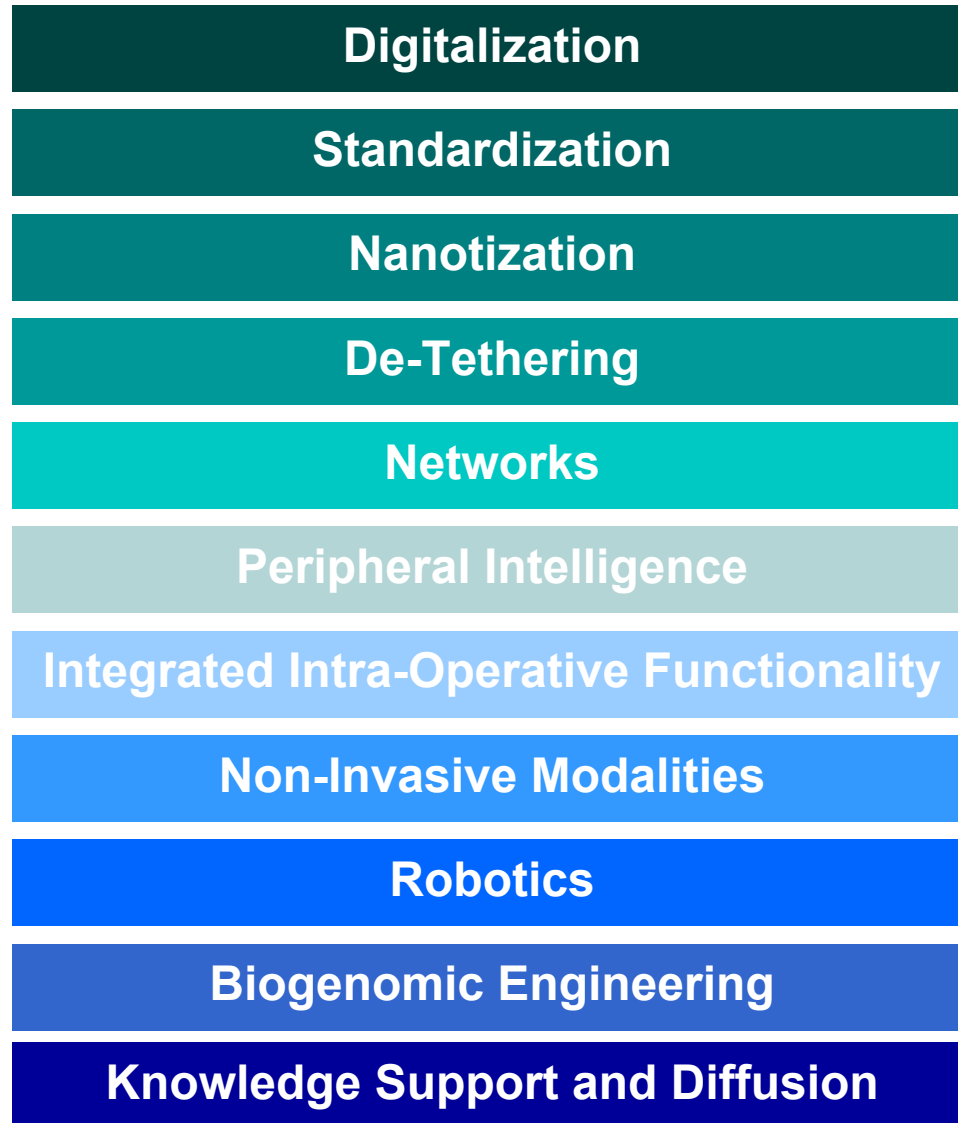 Digitalization
Standardization
Nanotization
De-Tethering
Networks
Peripheral Intelligence
Integrated Intra-Operative Functionality
Non-Invasive Modalities
Robotics
Biogenomic Engineering
Knowledge Support and Diffusion